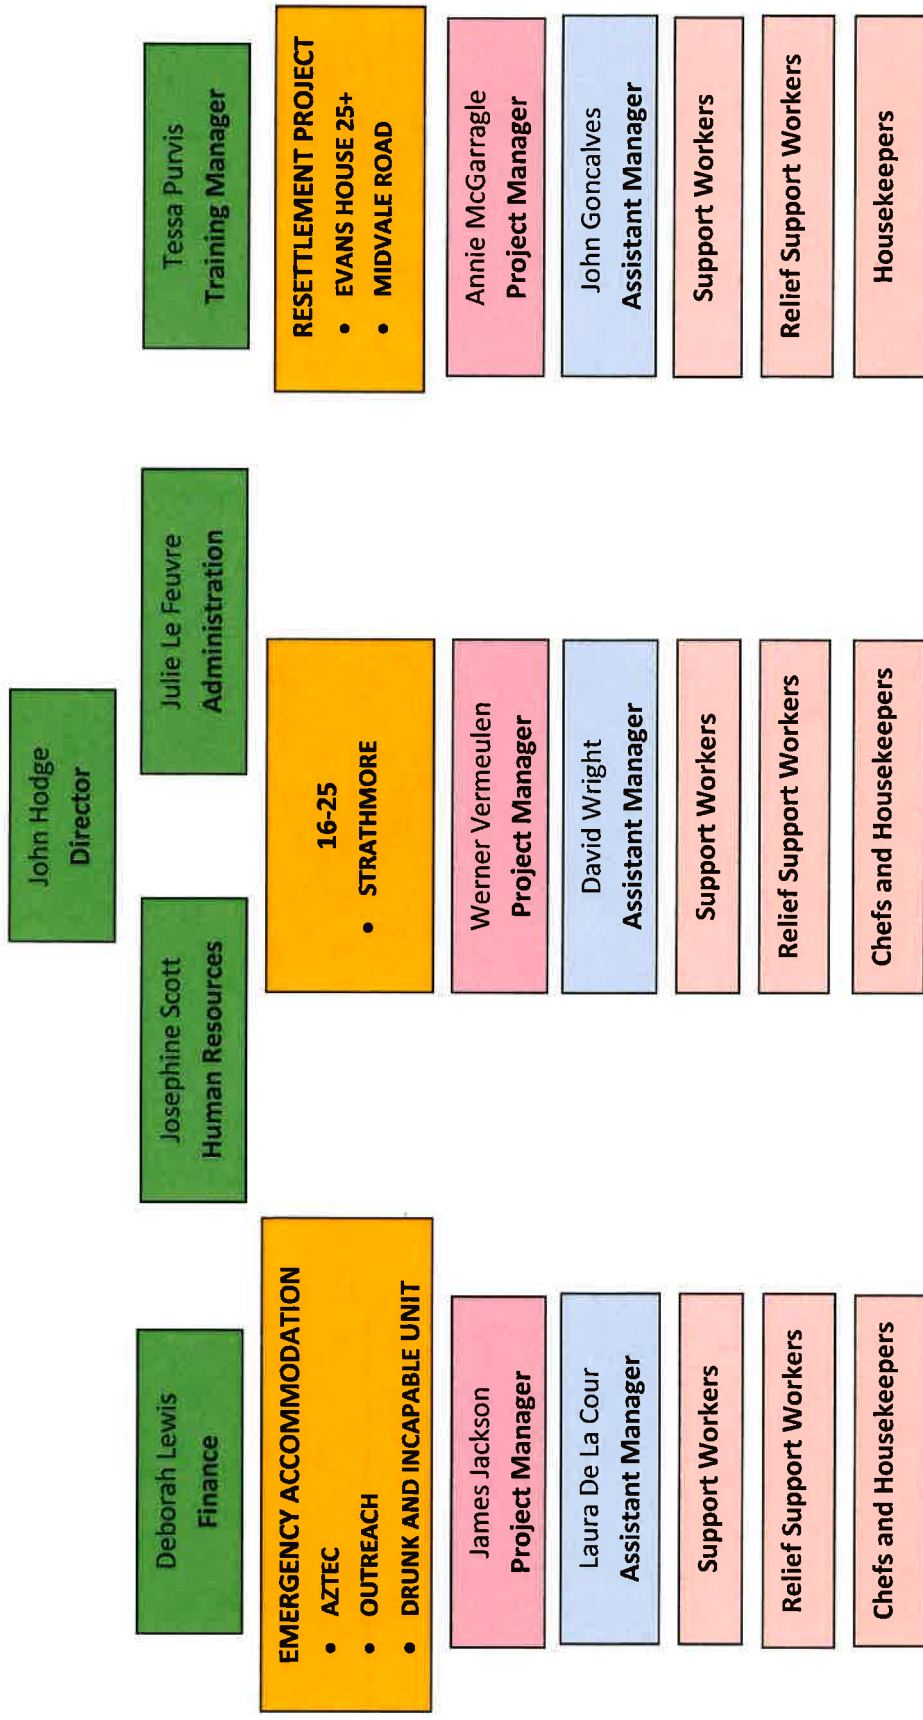 John Hodge
Director
Deborah Lewis
Finance
Josephine Scott
Human Resources
Julie Le Feuvre
Administration
Tessa Purvis
Training Manager
EMERGENCY ACCOMMODATION
• AZTEC
• OUTREACH
• DRUNK AND INCAPABLE UNIT
16-25
• STRATHMORE
RESETTLEMENT PROJECT
• EVANS HOUSE 25+
• MIDVALE ROAD
James Jackson
Project Manager
Werner Vermeulen
Project Manager
Annie McGarragle
Project Manager
Laura De La Cour
Assistant Manager
David Wright
Assistant Manager
John Goncalves
Assistant Manager
Support Workers
Support Workers
Support Workers
Relief Support Workers
Relief Support Workers
Relief Support Workers
Chefs and Housekeepers
Chefs and Housekeepers
Housekeepers